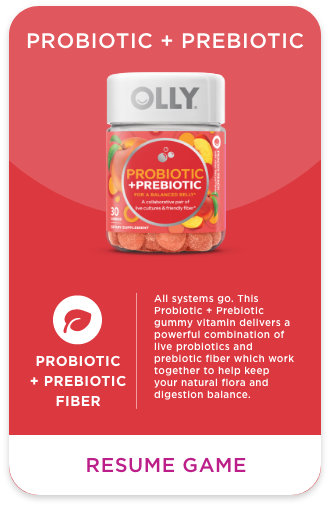 PROBIOTIC + PREBIOTIC
OLLY
PROBIOTIC
+PREBIOTIC
FOR A BALANCED BELLY
A collaborative pair of
live cultures & friendly fiber
30
DIETARY SUPPLEMENT
All systems go. This
Probiotic + Prebiotic
gummy vitamin delivers a
powerful combination of
live probiotics and
prebiotic fiber which work
together to help keep
your natural flora and
digestion balance.
PROBIOTIC
+ PREBIOTIC
FIBER
RESUME GAME